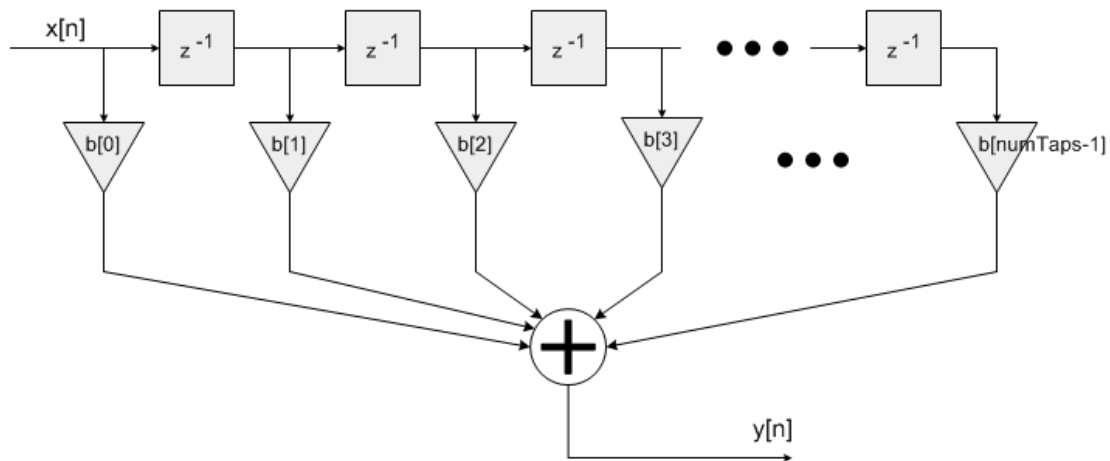 x[n]
z -1
z -1
z -1
z -1
b[0]
b[1]
b[2]
b[3]
b[numTaps-1]
y[n]